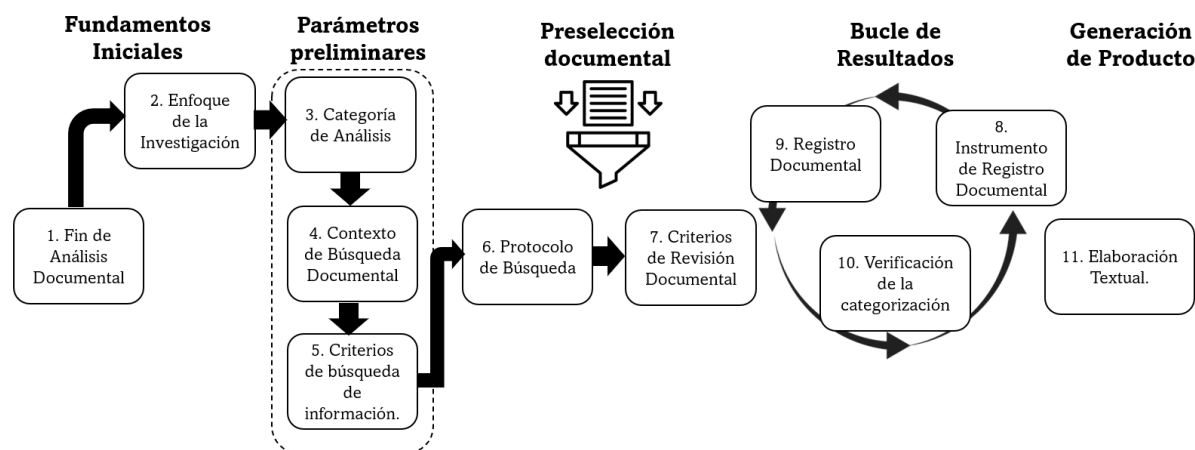 Fundamentos
Iniciales
Parámetros
preliminares
Preselección
documental
Bucle de
Resultados
Generación
de Producto
1. Fin de
Análisis
Documental
2. Enfoque
de la
Investigación
3. Categoría
de Análisis
4. Contexto
de Búsqueda
Documental
5. Criterios
de búsqueda
de
información.
6. Protocolo
de Búsqueda
7. Criterios
de Revisión
Documental
8.
Instrumento
de Registro
Documental
9. Registro
Documental
10. Verificación
de la
categorización
11. Elaboración
Textual.